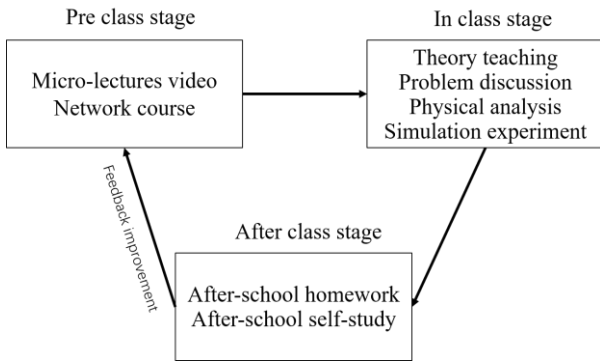 Pre class stage
Micro-lectures video
Network course
In class stage
Theory teaching
Problem discussion
Physical analysis
Simulation experiment
After class stage
After-school homework
After-school self-study
Feedback improvement